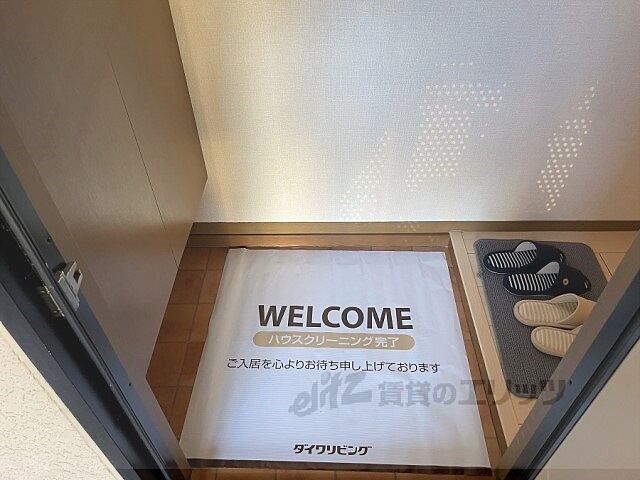 WELCOME
ハウスクリーニング完了
ご入居を心よりお待ち申し上げております
elitz 賃貸のエリッツ
ダイワリビング